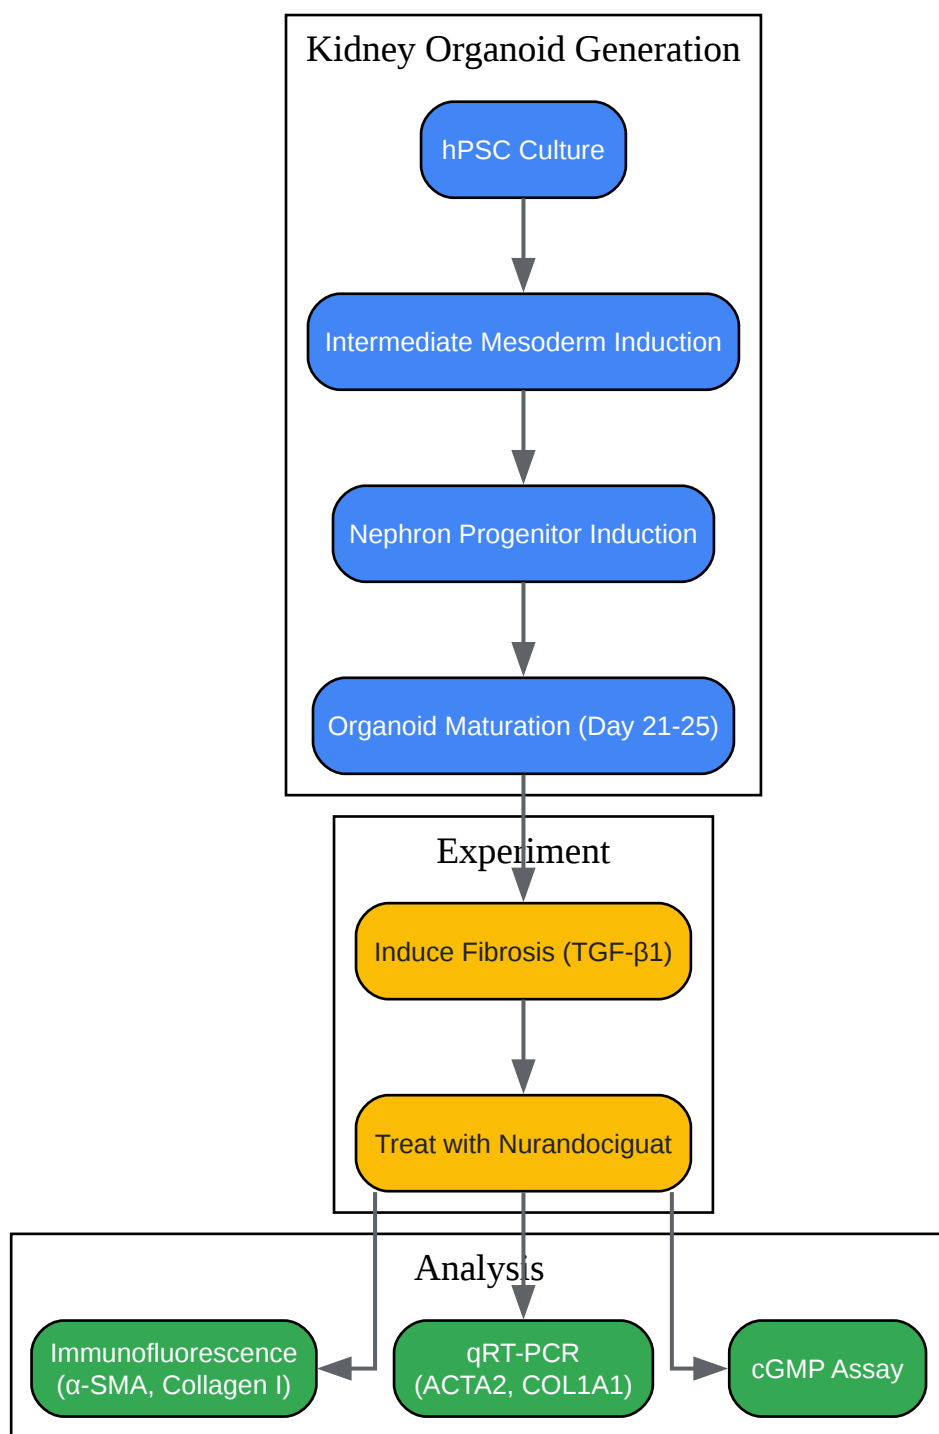 Kidney Organoid Generation
hPSC Culture
Intermediate Mesoderm Induction
Nephron Progenitor Induction
Organoid Maturation (Day 21-25)
Experiment
Induce Fibrosis (TGF-β1)
Treat with Nurandociguat
Analysis
Immunofluorescence
(α-SMA, Collagen I)
qRT-PCR
(ACTA2, COL1A1)
cGMP Assay